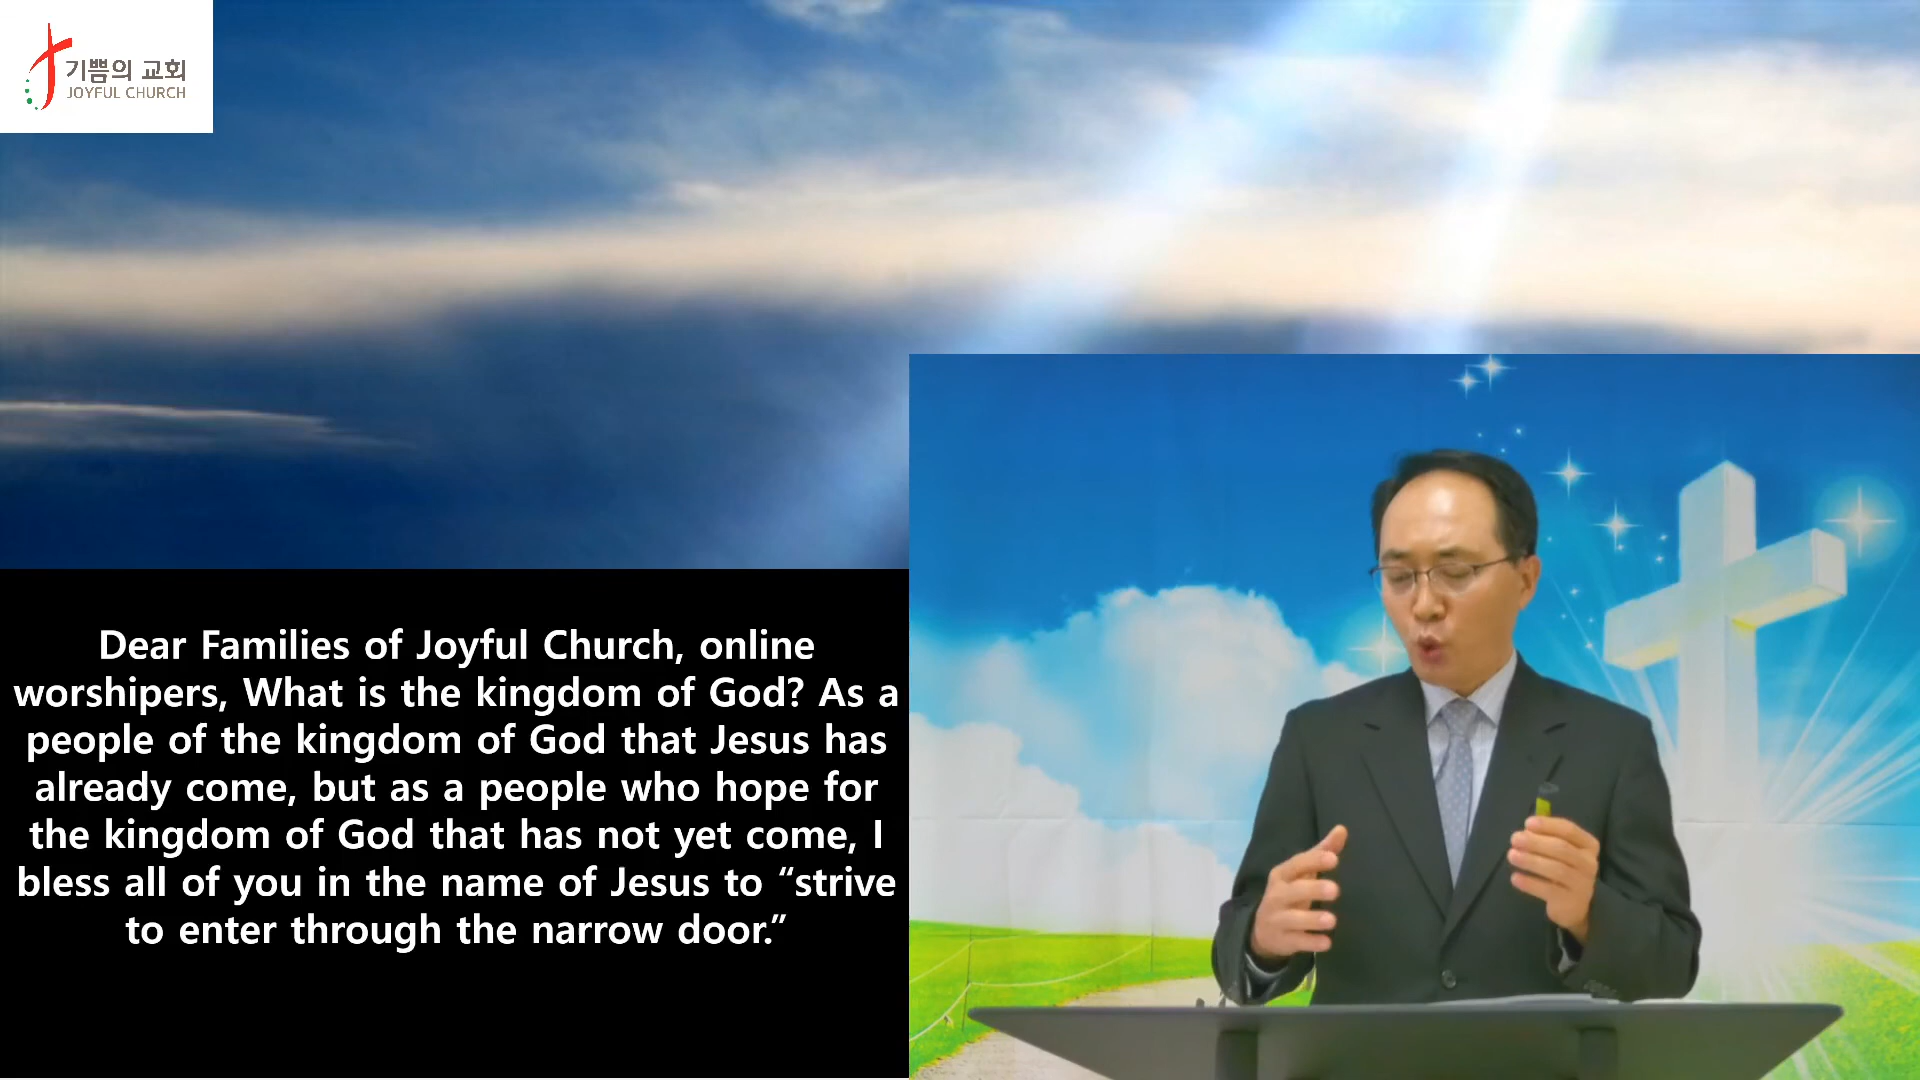 기쁨의 교회
JOYFUL CHURCH
Dear Families of Joyful Church, online
worshipers, What is the kingdom of God? As a
people of the kingdom of God that Jesus has
already come, but as a people who hope for
the kingdom of God that has not yet come, I
bless all of you in the name of Jesus to “strive
to enter through the narrow door.”